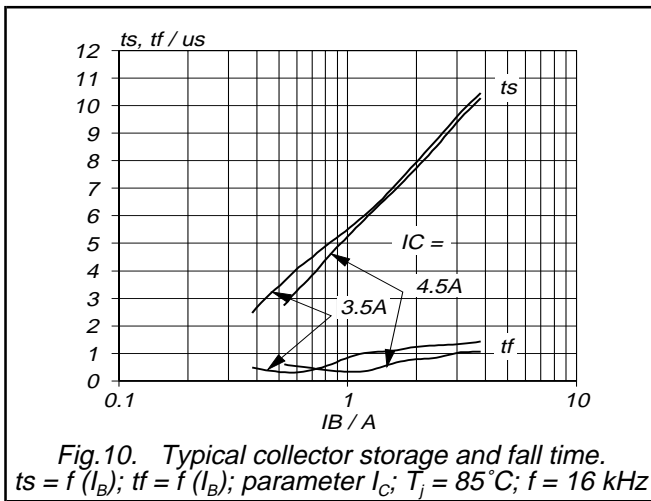 ts, tf / us
12
11
10
9
8
7
6
5
4
3
2
1
0
ts
IC =
4.5A
3.5A
tf
0.1
1
10
IB / A
Fig.10. Typical collector storage and fall time.
ts = f (IB); tf = f (IB); parameter IC; Tj = 85˚C; f = 16 kHz